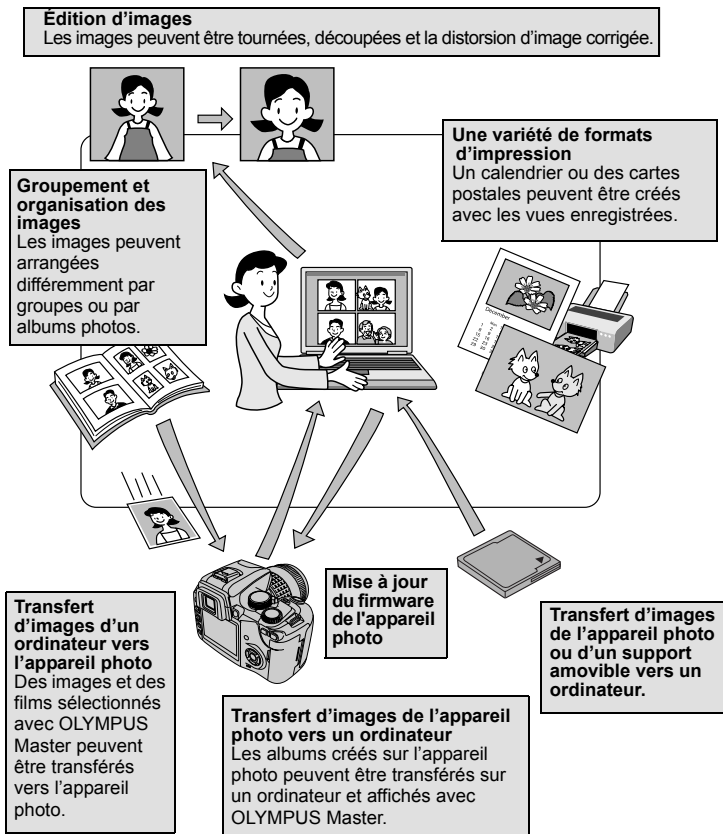 Édition d’images
Les images peuvent être tournées, découpées et la distorsion d’image corrigée.
Une variété de formats
d’impression
Un calendrier ou des cartes
postales peuvent être créés
avec les vues enregistrées.
Groupement et
organisation des
images
Les images peuvent
arrangées
différemment par
groupes ou par
albums photos.
December
Mise à jour
du firmware
de l'appareil
photo
Transfert
d’images d’un
ordinateur vers
l’appareil photo
Des images et des
films sélectionnés
avec OLYMPUS
Master peuvent
être transférés
vers l’appareil
photo.
Transfert d’images de l’appareil
photo vers un ordinateur
Les albums créés sur l’appareil
photo peuvent être transférés sur
un ordinateur et affichés avec
OLYMPUS Master.
Transfert d’images
de l’appareil photo
ou d’un support
amovible vers un
ordinateur.